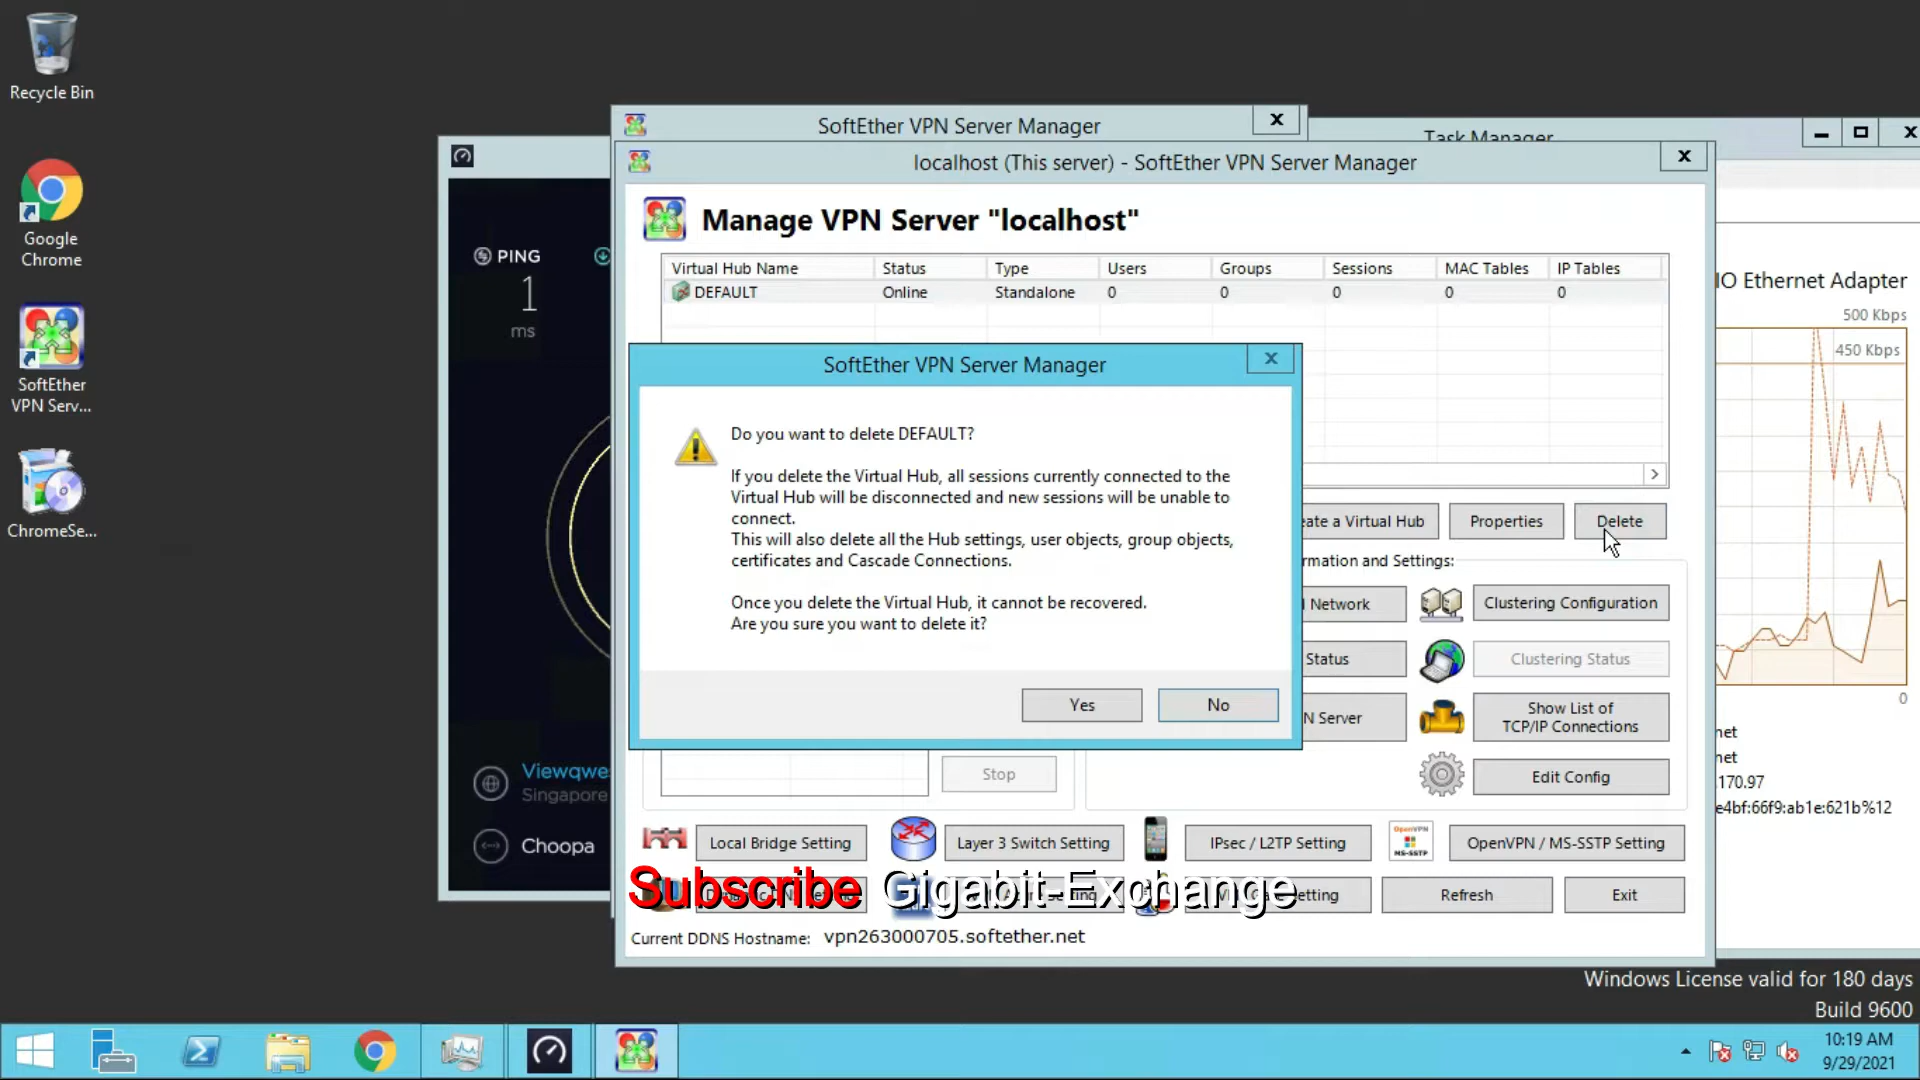 Recycle Bin
Google
Chrome
SoftEther
VPN Serv...
ChromeSe...
PING
1
ms
Viewqwe
Singapore
Choopa
SoftEther VPN Server Manager
Task Manager
localhost (This server) - SoftEther VPN Server Manager
Manage VPN Server "localhost"
Virtual Hub Name Status Type Users Groups Sessions MAC Tables IP Tables
DEFAULT Online Standalone 0 0 0 0 0
SoftEther VPN Server Manager
Do you want to delete DEFAULT?
If you delete the Virtual Hub, all sessions currently connected to the
Virtual Hub will be disconnected and new sessions will be unable to
connect.
This will also delete all the Hub settings, user objects, group objects,
certificates and Cascade Connections.
Once you delete the Virtual Hub, it cannot be recovered.
Are you sure you want to delete it?
Yes No
eate a Virtual Hub Properties Delete
rmation and Settings:
Network Clustering Configuration
Status Clustering Status
N Server Show List of
TCP/IP Connections
Stop Edit Config
Local Bridge Setting Layer 3 Switch Setting IPsec / L2TP Setting OpenVPN MS-SSTP OpenVPN / MS-SSTP Setting
Subscribe Gigabit-Exchange
etting Refresh Exit
Current DDNS Hostname: vpn263000705.softether.net
IO Ethernet Adapter
500 Kbps
450 Kbps
0
net
net
.170.97
e4bf:66f9:ab1e:621b%12
Windows License valid for 180 days
Build 9600
10:19 AM
9/29/2021